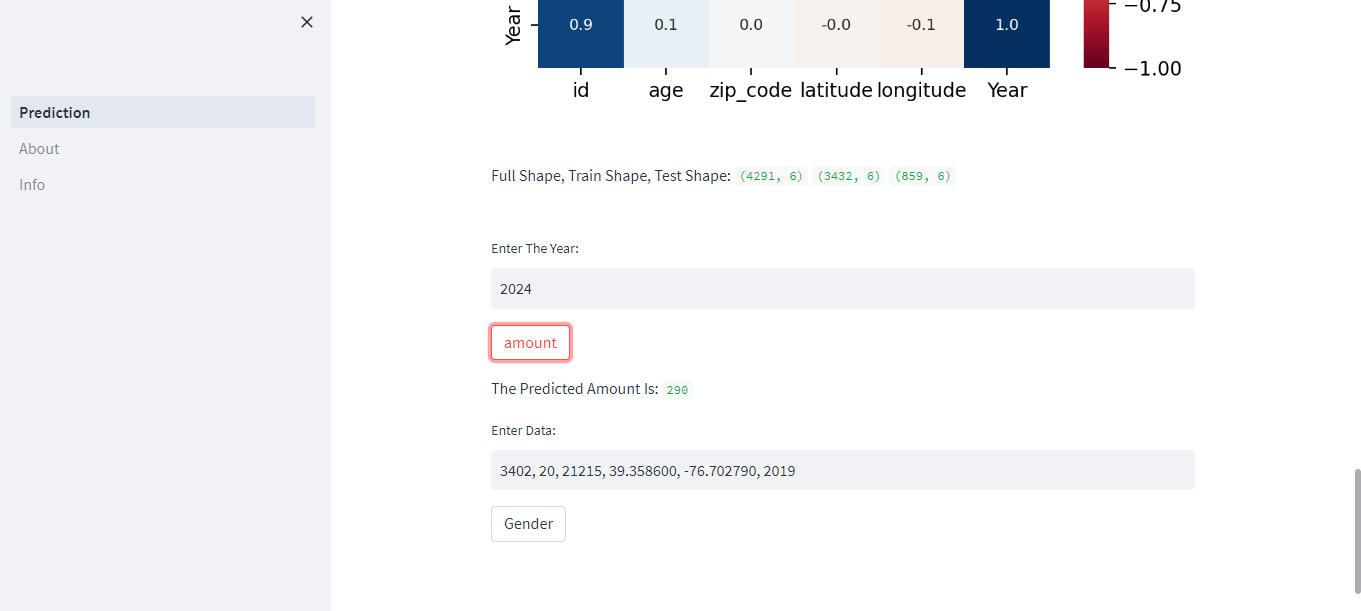 ×
Prediction
About
Info
Year
0.9 0.1 0.0 -0.0 -0.1 1.0
−0.75
−1.00
id age zip_code latitude longitude Year
Full Shape, Train Shape, Test Shape: (4291, 6) (3432, 6) (859, 6)
Enter The Year:
2024
amount
The Predicted Amount Is: 290
Enter Data:
3402, 20, 21215, 39.358600, -76.702790, 2019
Gender